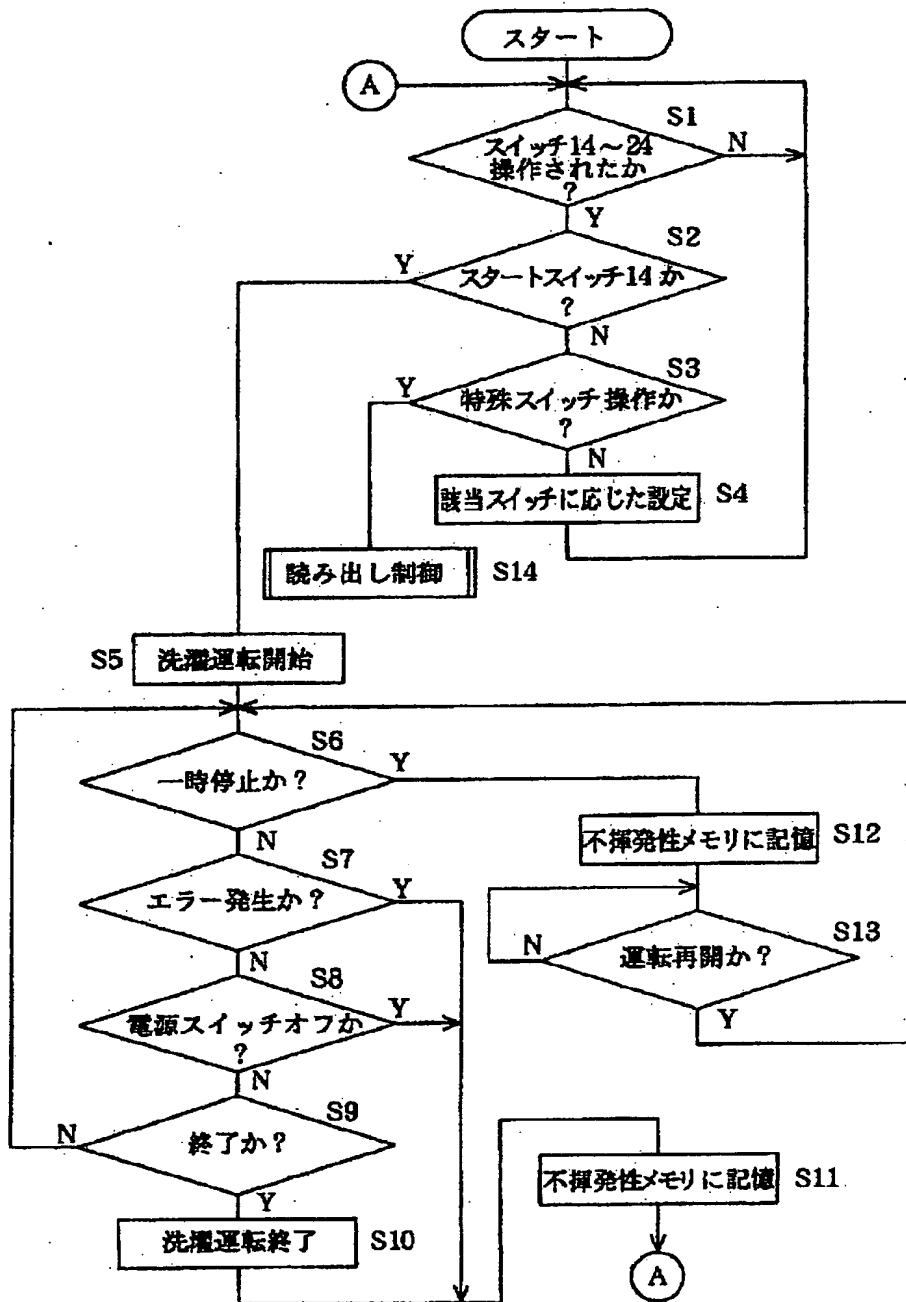 スタート
A
S1
スイッチ14～24
操作されたか
?
N
Y
S2
Y
スタートスイッチ14か
?
N
S3
Y
特殊スイッチ操作か
?
N
該当スイッチに応じた設定
S4
読み出し制御
S14
S5
洗濯運転開始
S6
一時停止か?
Y
N
不揮発性メモリに記憶
S12
S7
エラー発生か?
Y
N
S13
運転再開か?
N
Y
S8
電源スイッチオフか
?
Y
N
S9
終了か?
N
Y
洗濯運転終了
S10
不揮発性メモリに記憶
S11
A